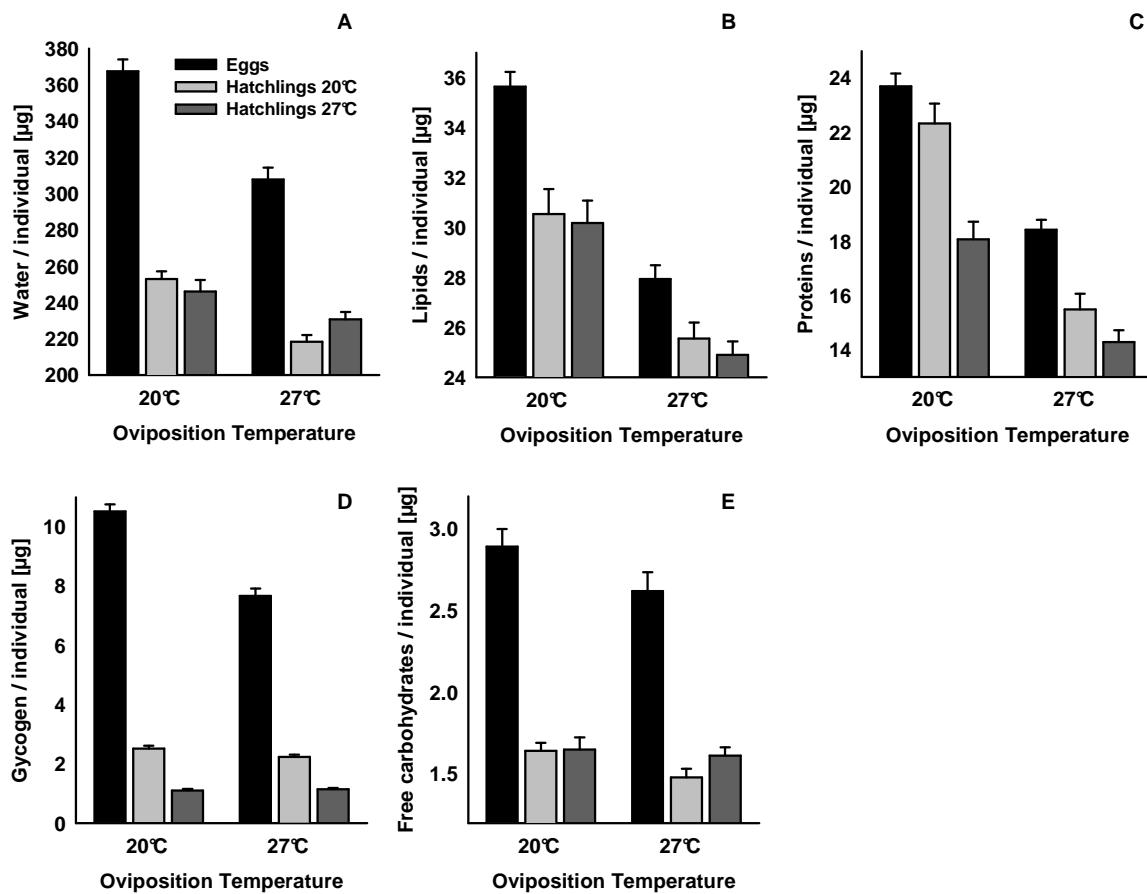 A
Water / individual [µg]
380
360
340
320
300
280
260
240
220
200
Eggs
Hatchlings 20°C
Hatchlings 27°C
20°C
27°C
Oviposition Temperature
B
Lipids / individual [µg]
36
34
32
30
28
26
24
20°C
27°C
Oviposition Temperature
C
Proteins / individual [µg]
24
22
20
18
16
14
20°C
27°C
Oviposition Temperature
D
Gycogen / individual [µg]
10
8
6
4
2
0
20°C
27°C
Oviposition Temperature
E
Free carbohydrates / individual [µg]
3.0
2.5
2.0
1.5
20°C
27°C
Oviposition Temperature